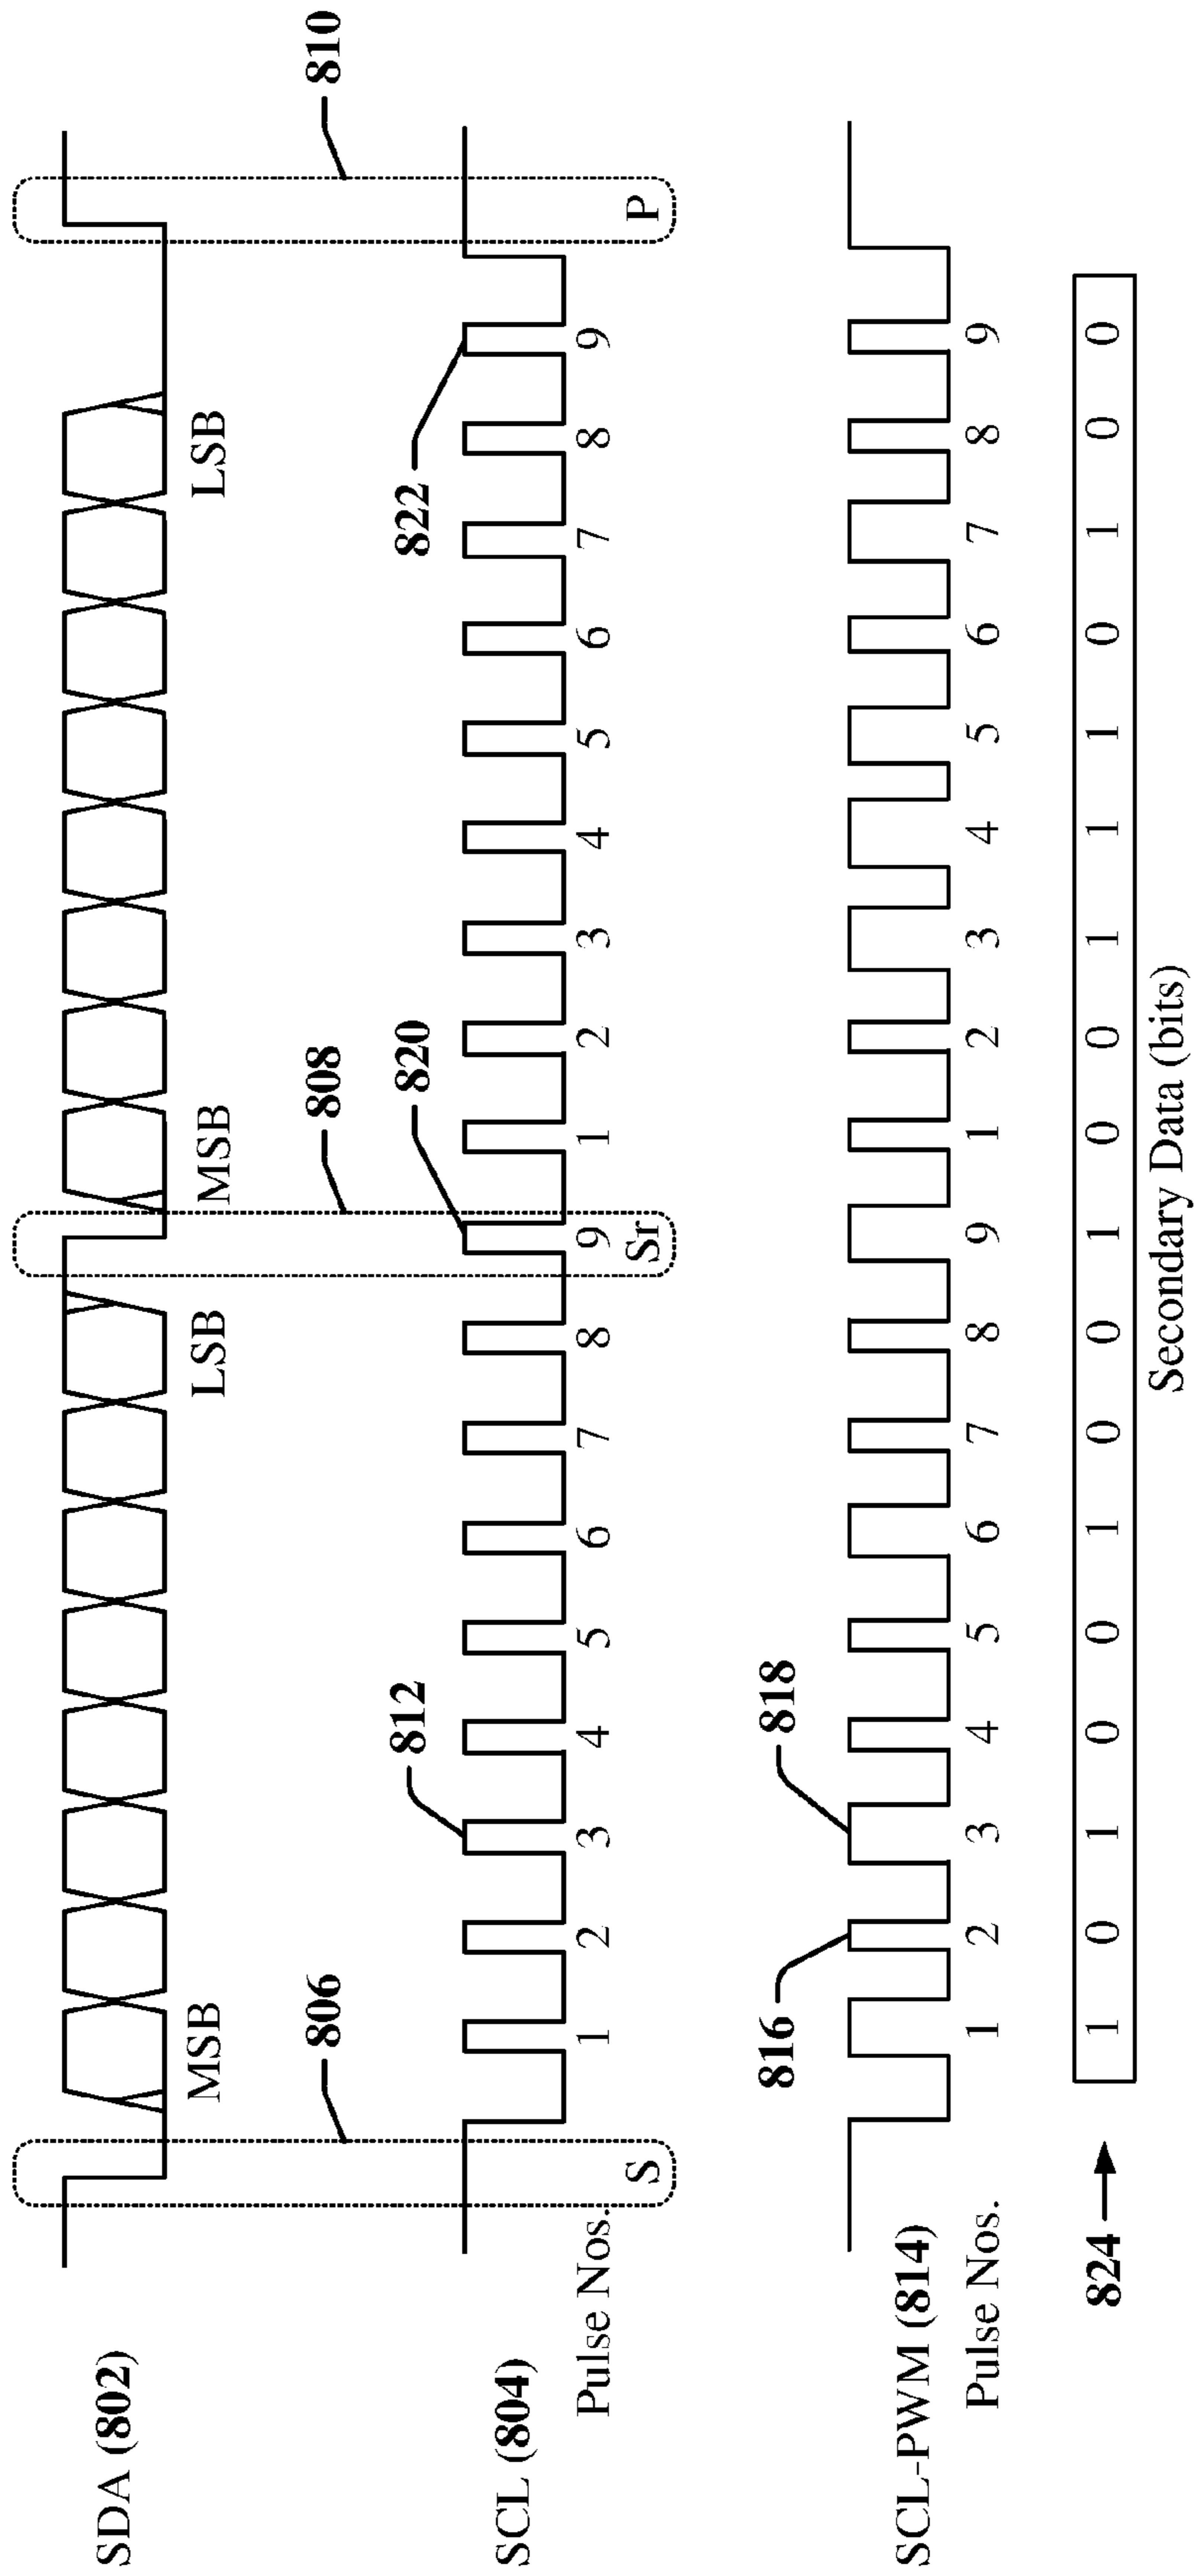 SDA (802)
MSB
LSB
MSB
LSB
806
808
810
812
820
822
SCL (804)
Pulse Nos.
1 2 3 4 5 6 7 8 9 1 2 3 4 5 6 7 8 9
S
Sr
P
816
818
SCL-PWM (814)
Pulse Nos.
1 2 3 4 5 6 7 8 9 1 2 3 4 5 6 7 8 9
824
1 0 1 0 0 1 0 0 1 0 0 1 1 1 0 1 0 0
Secondary Data (bits)